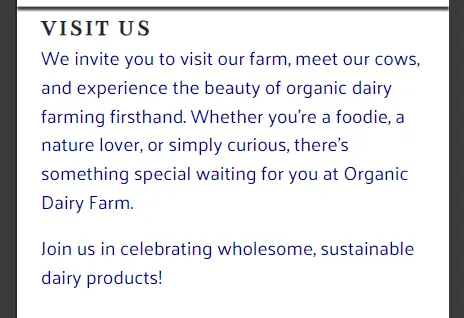 VISIT US
We invite you to visit our farm, meet our cows,
and experience the beauty of organic dairy
farming firsthand. Whether you’re a foodie, a
nature lover, or simply curious, there’s
something special waiting for you at Organic
Dairy Farm.
Join us in celebrating wholesome, sustainable
dairy products!